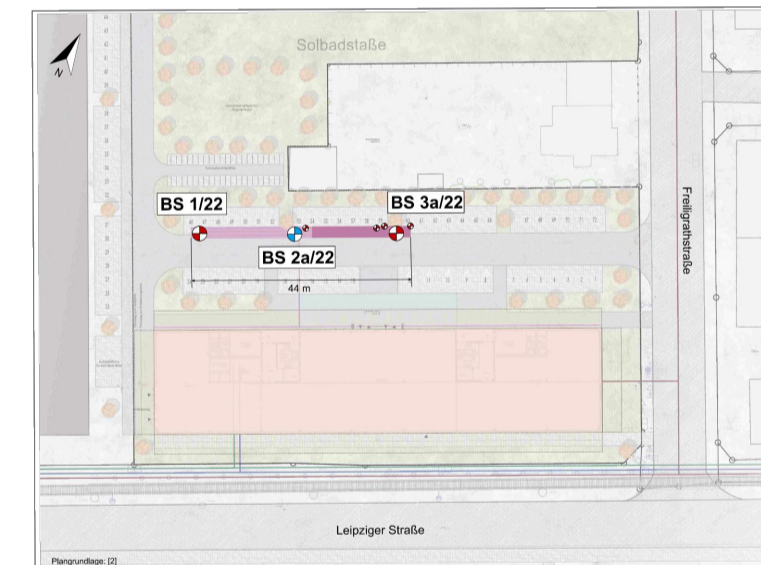 Solbadstaße
N
BS 1/22
BS 3a/22
BS 2a/22
44 m
Freiligrathstraße
Leipziger Straße
Plangrundlage: [2]